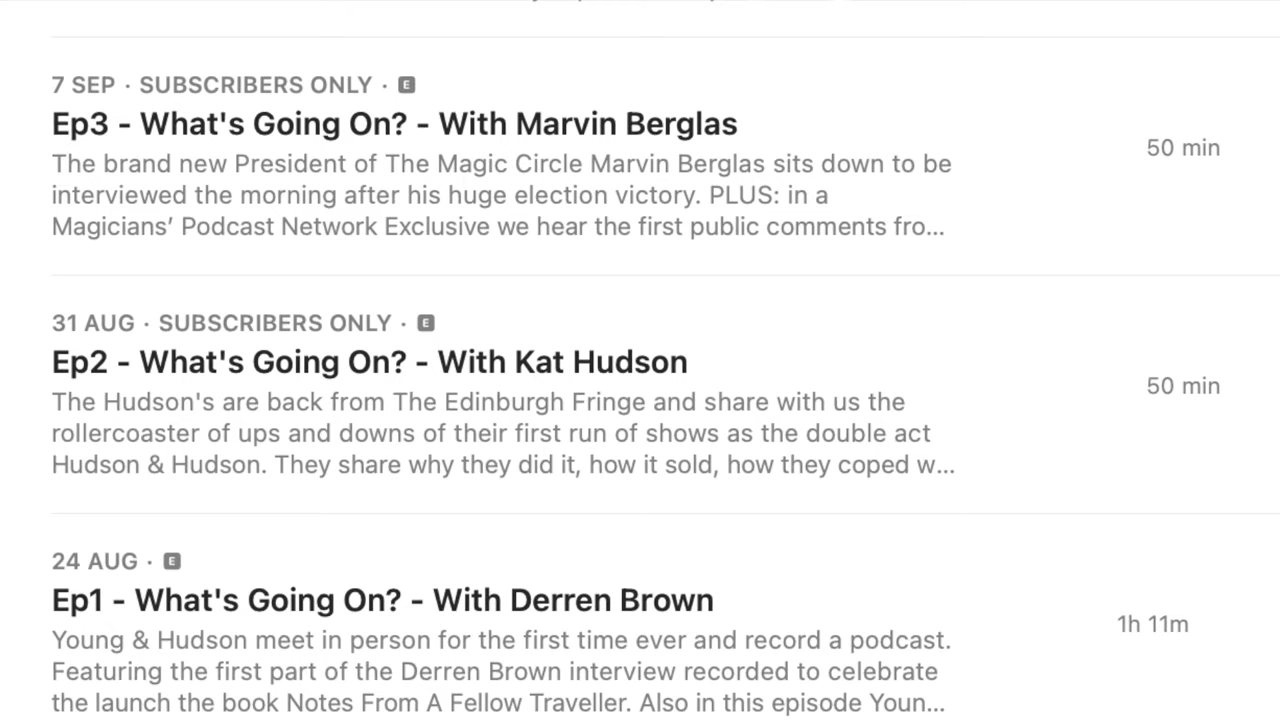 7 SEP · SUBSCRIBERS ONLY · E
Ep3 - What's Going On? - With Marvin Berglas
The brand new President of The Magic Circle Marvin Berglas sits down to be
interviewed the morning after his huge election victory. PLUS: in a
Magicians’ Podcast Network Exclusive we hear the first public comments fro...
50 min
31 AUG · SUBSCRIBERS ONLY · E
Ep2 - What's Going On? - With Kat Hudson
The Hudson's are back from The Edinburgh Fringe and share with us the
rollercoaster of ups and downs of their first run of shows as the double act
Hudson & Hudson. They share why they did it, how it sold, how they coped w...
50 min
24 AUG · E
Ep1 - What's Going On? - With Derren Brown
Young & Hudson meet in person for the first time ever and record a podcast.
Featuring the first part of the Derren Brown interview recorded to celebrate
the launch the book Notes From A Fellow Traveller. Also in this episode Youn...
1h 11m